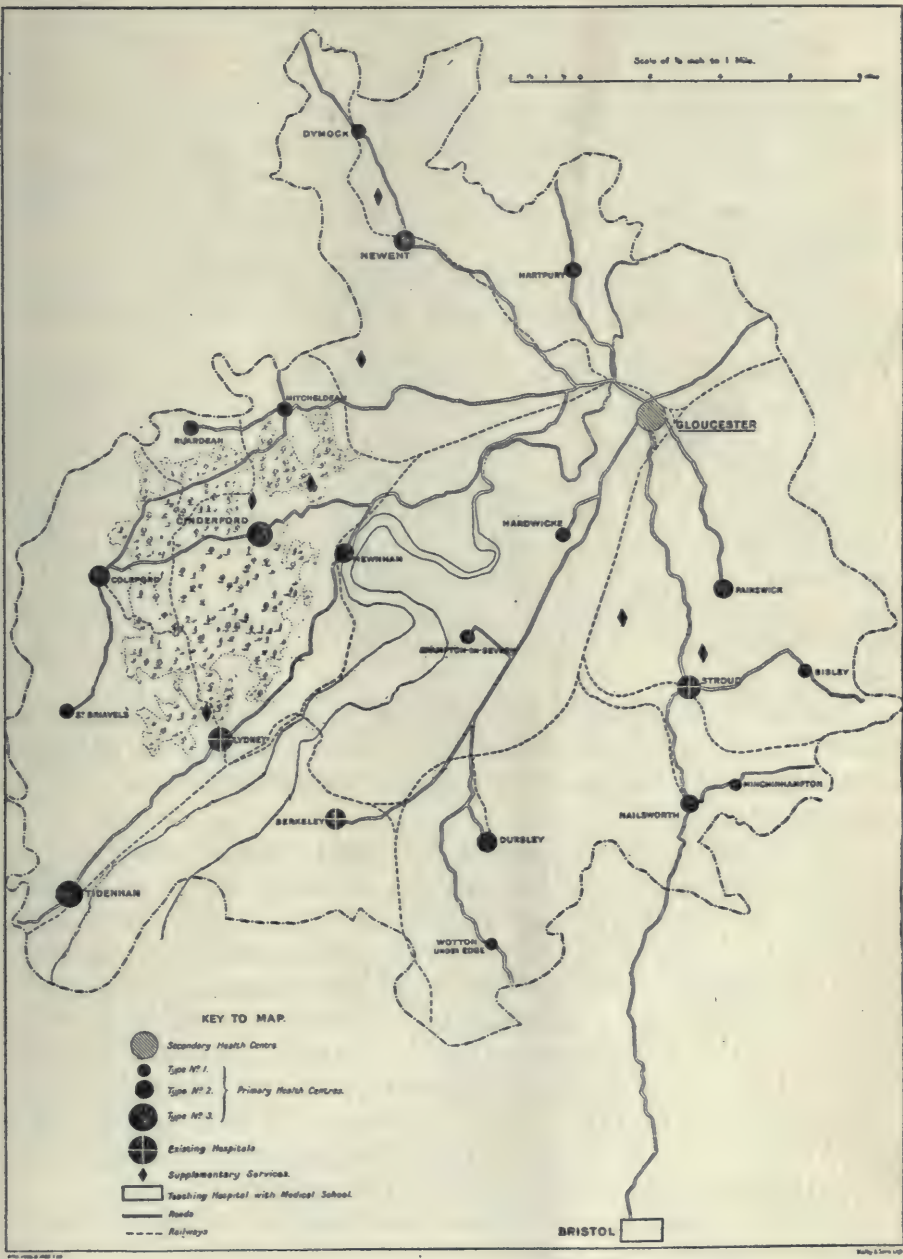 Scale of ¼ inch to 1 Mile.
DYMOCK
NEWENT
HARTPURY
MITCHELDEAN
RUARDEAN
GLOUCESTER
CINDERFORD
HARDWICKE
NEWNHAM
COLEFORD
PAINSWICK
FRAMPTON-ON-SEVERN
STROUD
BISLEY
ST BRIAVELS
LYDNEY
MINCHINHAMPTON
NAILSWORTH
BERKELEY
DURSLEY
TIDENHAM
WOTTON
UNDER EDGE
KEY TO MAP.
Secondary Health Centre
Type Nº 1.
Type Nº 2.
Primary Health Centres.
Type Nº 3.
Existing Hospitals
Supplementary Services.
Teaching Hospital with Medical School.
Roads
Railways
BRISTOL